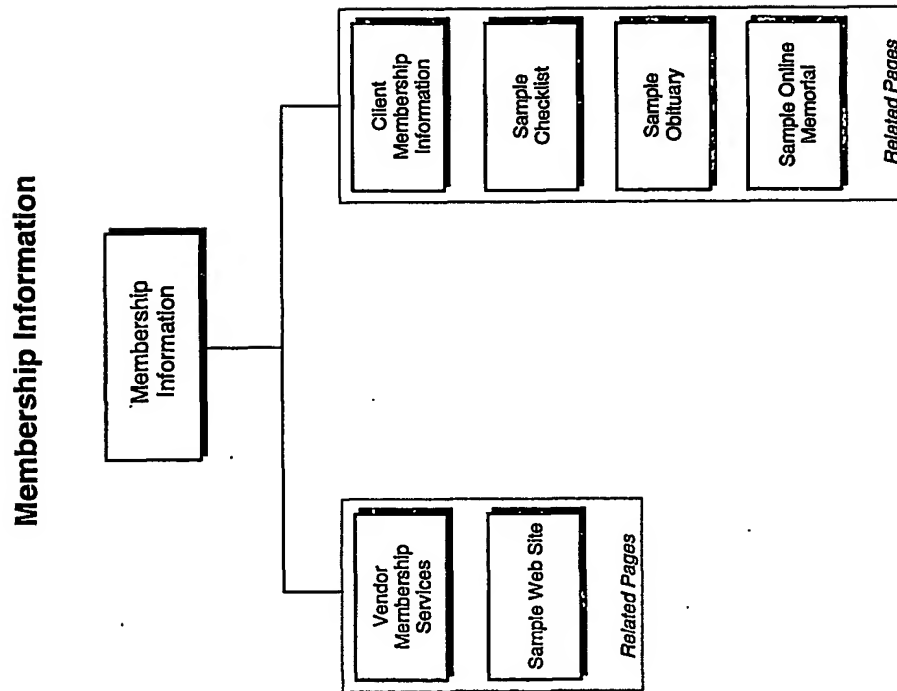 Membership Information
Membership
Information
Vendor
Membership
Services
Sample Web Site
Related Pages
Client
Membership
Information
Sample
Checklist
Sample
Obituary
Sample Online
Memorial
Related Pages